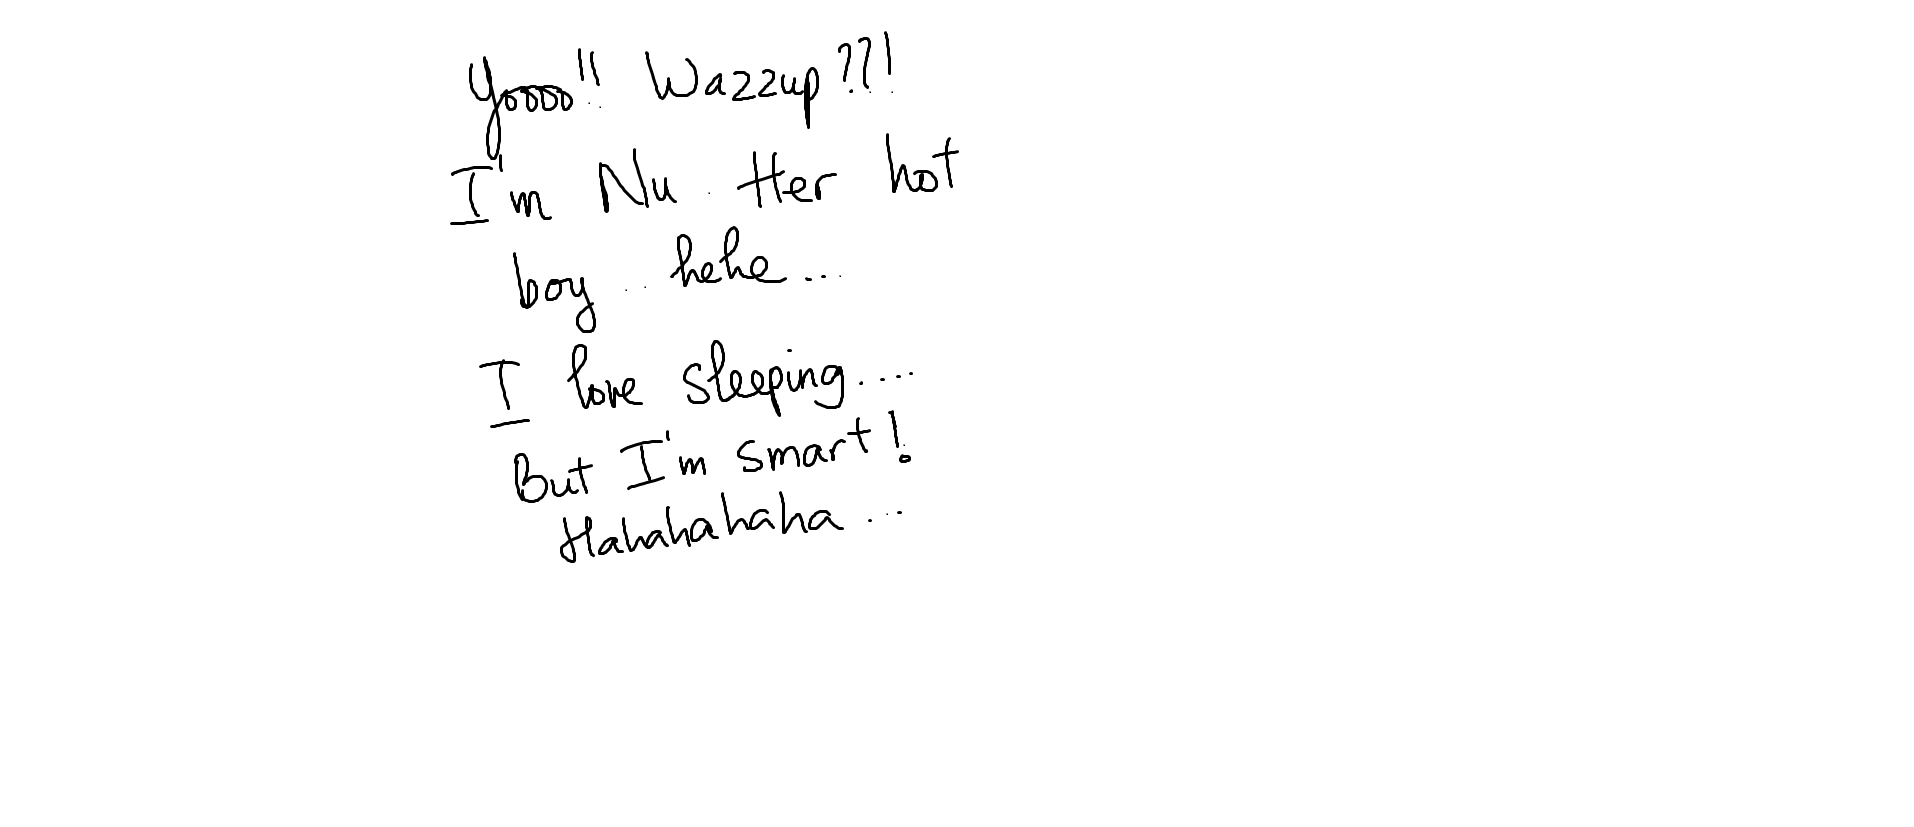 Yoooo!! Wazzup??!
I'm Nu. Her hot
boy .. hehe...
I love sleeping....
But I'm smart!
Hahahahaha ...